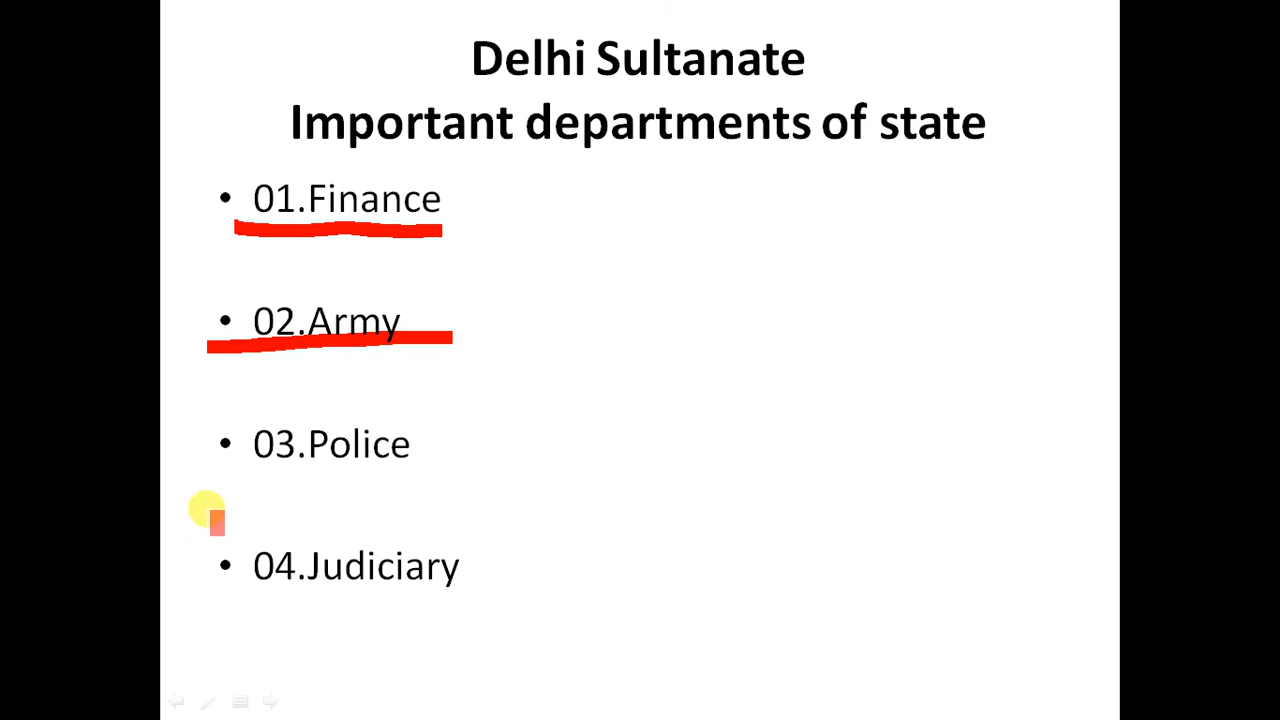 Delhi Sultanate
Important departments of state
• 01.Finance
• 02.Army
• 03.Police
• 04.Judiciary